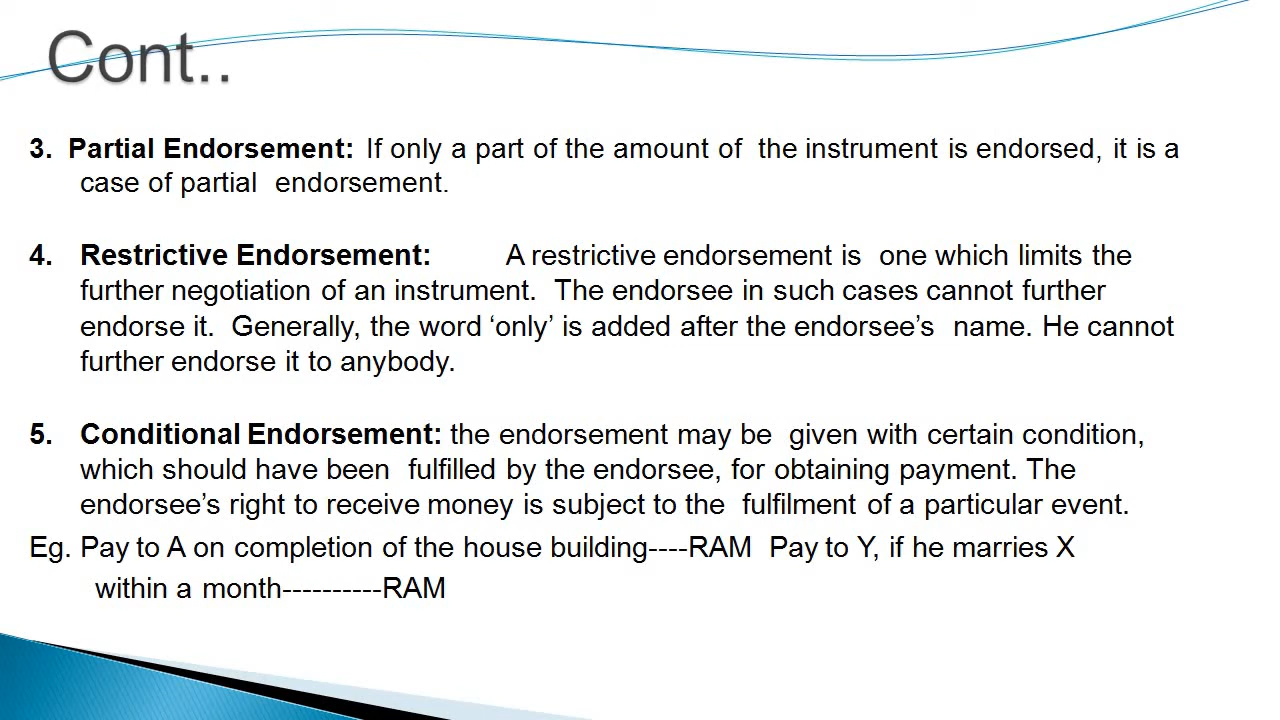 Cont..
3. Partial Endorsement: If only a part of the amount of the instrument is endorsed, it is a
case of partial endorsement.
4. Restrictive Endorsement: A restrictive endorsement is one which limits the
further negotiation of an instrument. The endorsee in such cases cannot further
endorse it. Generally, the word ‘only’ is added after the endorsee’s name. He cannot
further endorse it to anybody.
5. Conditional Endorsement: the endorsement may be given with certain condition,
which should have been fulfilled by the endorsee, for obtaining payment. The
endorsee’s right to receive money is subject to the fulfilment of a particular event.
Eg. Pay to A on completion of the house building----RAM Pay to Y, if he marries X
within a month----------RAM